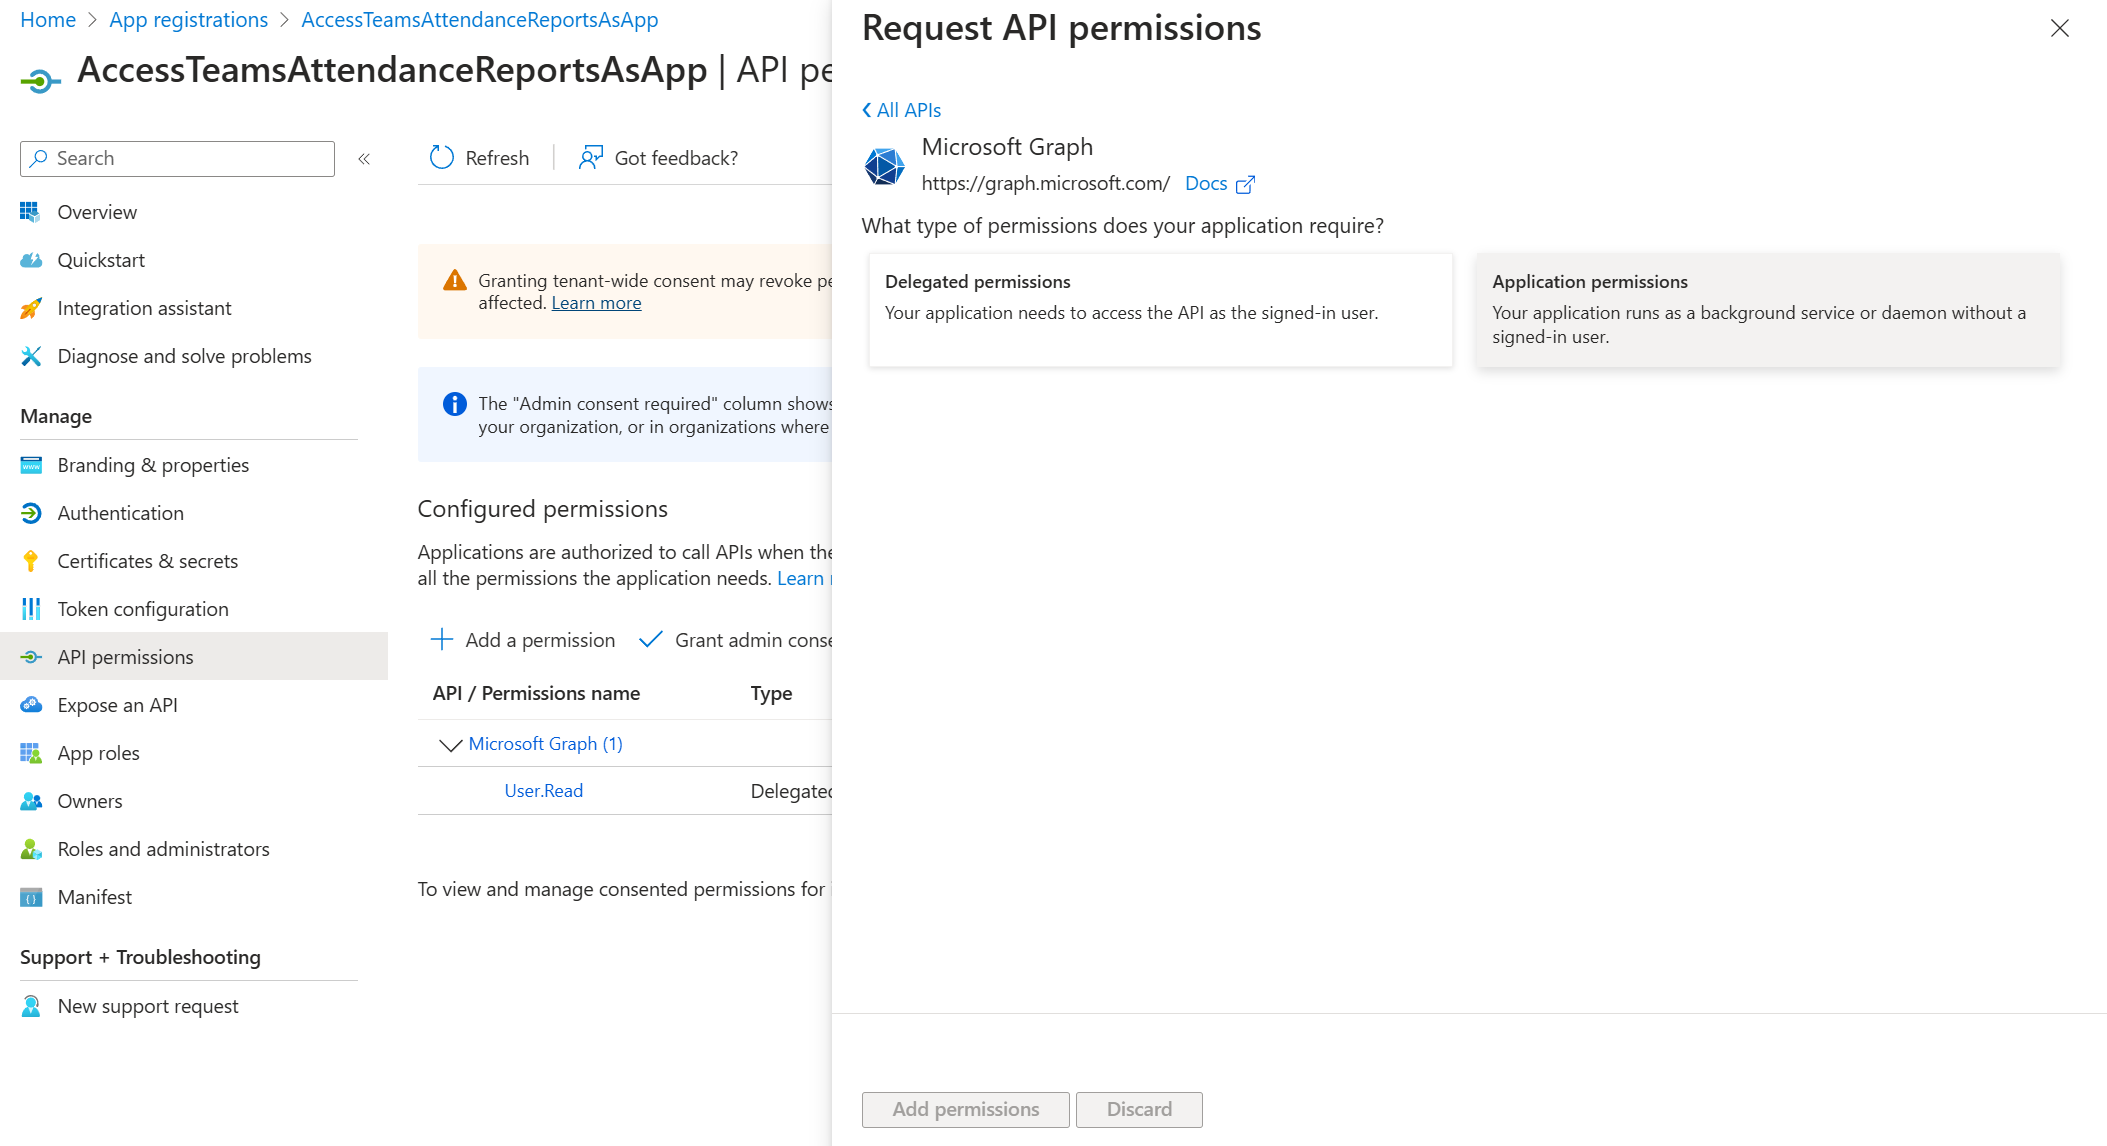 Home > App registrations > AccessTeamsAttendanceReportsAsApp
AccessTeamsAttendanceReportsAsApp | API pe
Search
«
Overview
Quickstart
Integration assistant
Diagnose and solve problems
Manage
Branding & properties
Authentication
Certificates & secrets
Token configuration
API permissions
Expose an API
App roles
Owners
Roles and administrators
Manifest
Support + Troubleshooting
New support request
Refresh
Got feedback?
Granting tenant-wide consent may revoke pe
affected. Learn more
The "Admin consent required" column shows
your organization, or in organizations where
Configured permissions
Applications are authorized to call APIs when the
all the permissions the application needs. Learn
Add a permission
Grant admin conse
API / Permissions name Type
Microsoft Graph (1)
User.Read Delegated
To view and manage consented permissions for
Request API permissions
All APIs
Microsoft Graph
https://graph.microsoft.com/ Docs
What type of permissions does your application require?
Delegated permissions
Your application needs to access the API as the signed-in user.
Application permissions
Your application runs as a background service or daemon without a
signed-in user.
Add permissions
Discard